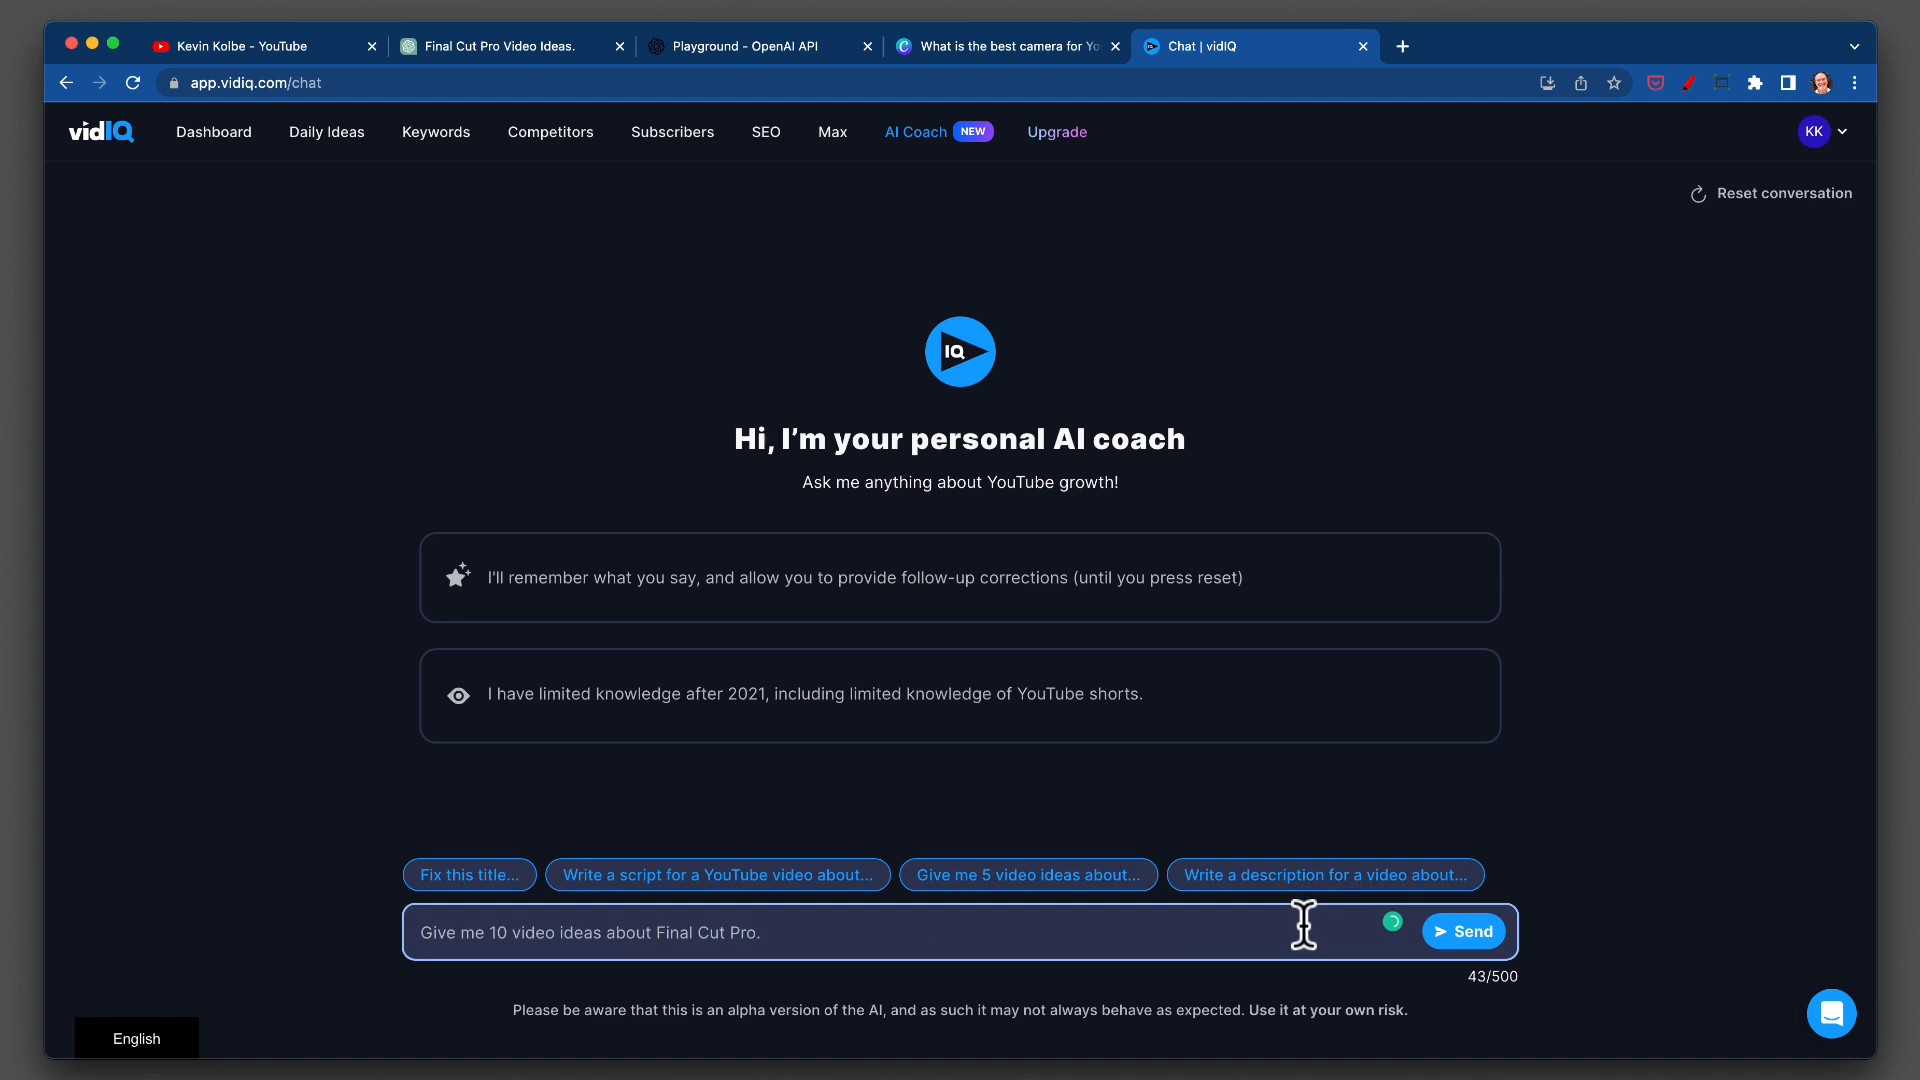 Kevin Kolbe - YouTube
Final Cut Pro Video Ideas.
Playground - OpenAI API
What is the best camera for Yo
Chat | vidIQ
app.vidiq.com/chat
vidIQ
Dashboard
Daily Ideas
Keywords
Competitors
Subscribers
SEO
Max
AI Coach NEW
Upgrade
KK
Reset conversation
IQ
Hi, I'm your personal AI coach
Ask me anything about YouTube growth!
I'll remember what you say, and allow you to provide follow-up corrections (until you press reset)
I have limited knowledge after 2021, including limited knowledge of YouTube shorts.
Fix this title...
Write a script for a YouTube video about...
Give me 5 video ideas about...
Write a description for a video about...
Give me 10 video ideas about Final Cut Pro.
Send
43/500
Please be aware that this is an alpha version of the AI, and as such it may not always behave as expected. Use it at your own risk.
English